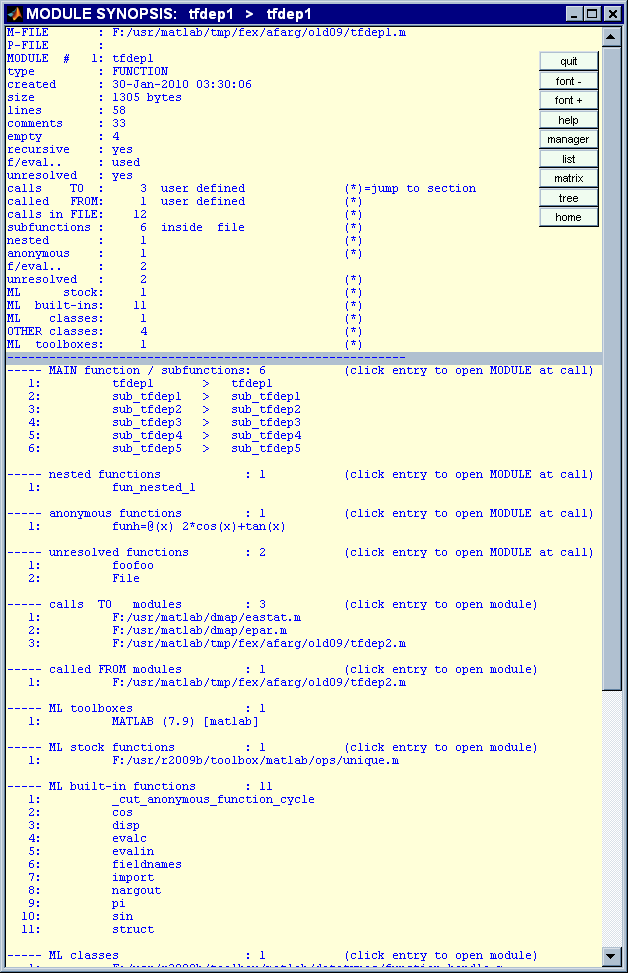 MODULE SYNOPSIS:  tfdep1  >  tfdep1
M-FILE       : F:/usr/matlab/tmp/fex/afarg/old09/tfdep1.m
P-FILE       :
MODULE  #   1: tfdep1
type         : FUNCTION
created      : 30-Jan-2010 03:30:06
size         : 1305 bytes
lines        : 58
comments     : 33
empty        : 4
recursive    : yes
f/eval..     : used
unresolved   : yes
calls    TO  :     3  user defined              (*)=jump to section
called   FROM:     1  user defined              (*)
calls in FILE:    12                            (*)
subfunctions :     6  inside  file              (*)
nested       :     1                            (*)
anonymous    :     1                            (*)
f/eval..     :     2
unresolved   :     2                            (*)
ML      stock:     1                            (*)
ML  built-ins:    11                            (*)
ML    classes:     1                            (*)
OTHER classes:     4                            (*)
ML  toolboxes:     1                            (*)
quit
font -
font +
help
manager
list
matrix
tree
home
----- MAIN function / subfunctions: 6           (click entry to open MODULE at call)
1:          tfdep1       >   tfdep1
2:          sub_tfdep1   >   sub_tfdep1
3:          sub_tfdep2   >   sub_tfdep2
4:          sub_tfdep3   >   sub_tfdep3
5:          sub_tfdep4   >   sub_tfdep4
6:          sub_tfdep5   >   sub_tfdep5
----- nested functions            : 1           (click entry to open MODULE at call)
1:          fun_nested_1
----- anonymous functions         : 1           (click entry to open MODULE at call)
1:          funh=@(x) 2*cos(x)+tan(x)
----- unresolved functions        : 2           (click entry to open MODULE at call)
1:          foofoo
2:          File
----- calls  TO   modules         : 3           (click entry to open module)
1:          F:/usr/matlab/dmap/eastat.m
2:          F:/usr/matlab/dmap/epar.m
3:          F:/usr/matlab/tmp/fex/afarg/old09/tfdep2.m
----- called FROM modules         : 1           (click entry to open module)
1:          F:/usr/matlab/tmp/fex/afarg/old09/tfdep2.m
----- ML toolboxes                : 1
1:          MATLAB (7.9) [matlab]
----- ML stock functions          : 1           (click entry to open module)
1:          F:/usr/r2009b/toolbox/matlab/ops/unique.m
----- ML built-in functions       : 11
1:          _cut_anonymous_function_cycle
2:          cos
3:          disp
4:          evalc
5:          evalin
6:          fieldnames
7:          import
8:          nargout
9:          pi
10:          sin
11:          struct
----- ML classes                  : 1           (click entry to open module)
1:          F:/usr/r2009b/toolbox/matlab/datatypes/function_handle.m